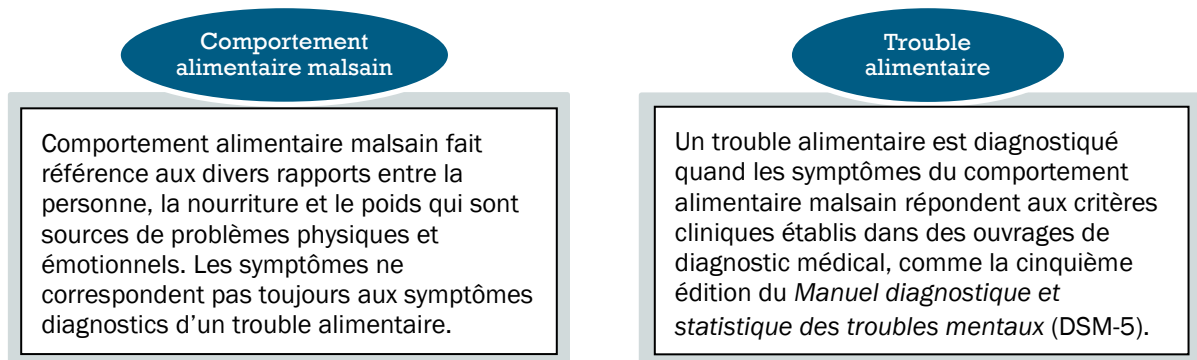 Comportement
alimentaire malsain
Comportement alimentaire malsain fait
référence aux divers rapports entre la
personne, la nourriture et le poids qui sont
sources de problèmes physiques et
émotionnels. Les symptômes ne
correspondent pas toujours aux symptômes
diagnostics d’un trouble alimentaire.
Trouble
alimentaire
Un trouble alimentaire est diagnostiqué
quand les symptômes du comportement
alimentaire malsain répondent aux critères
cliniques établis dans des ouvrages de
diagnostic médical, comme la cinquième
édition du Manuel diagnostique et
statistique des troubles mentaux (DSM-5).